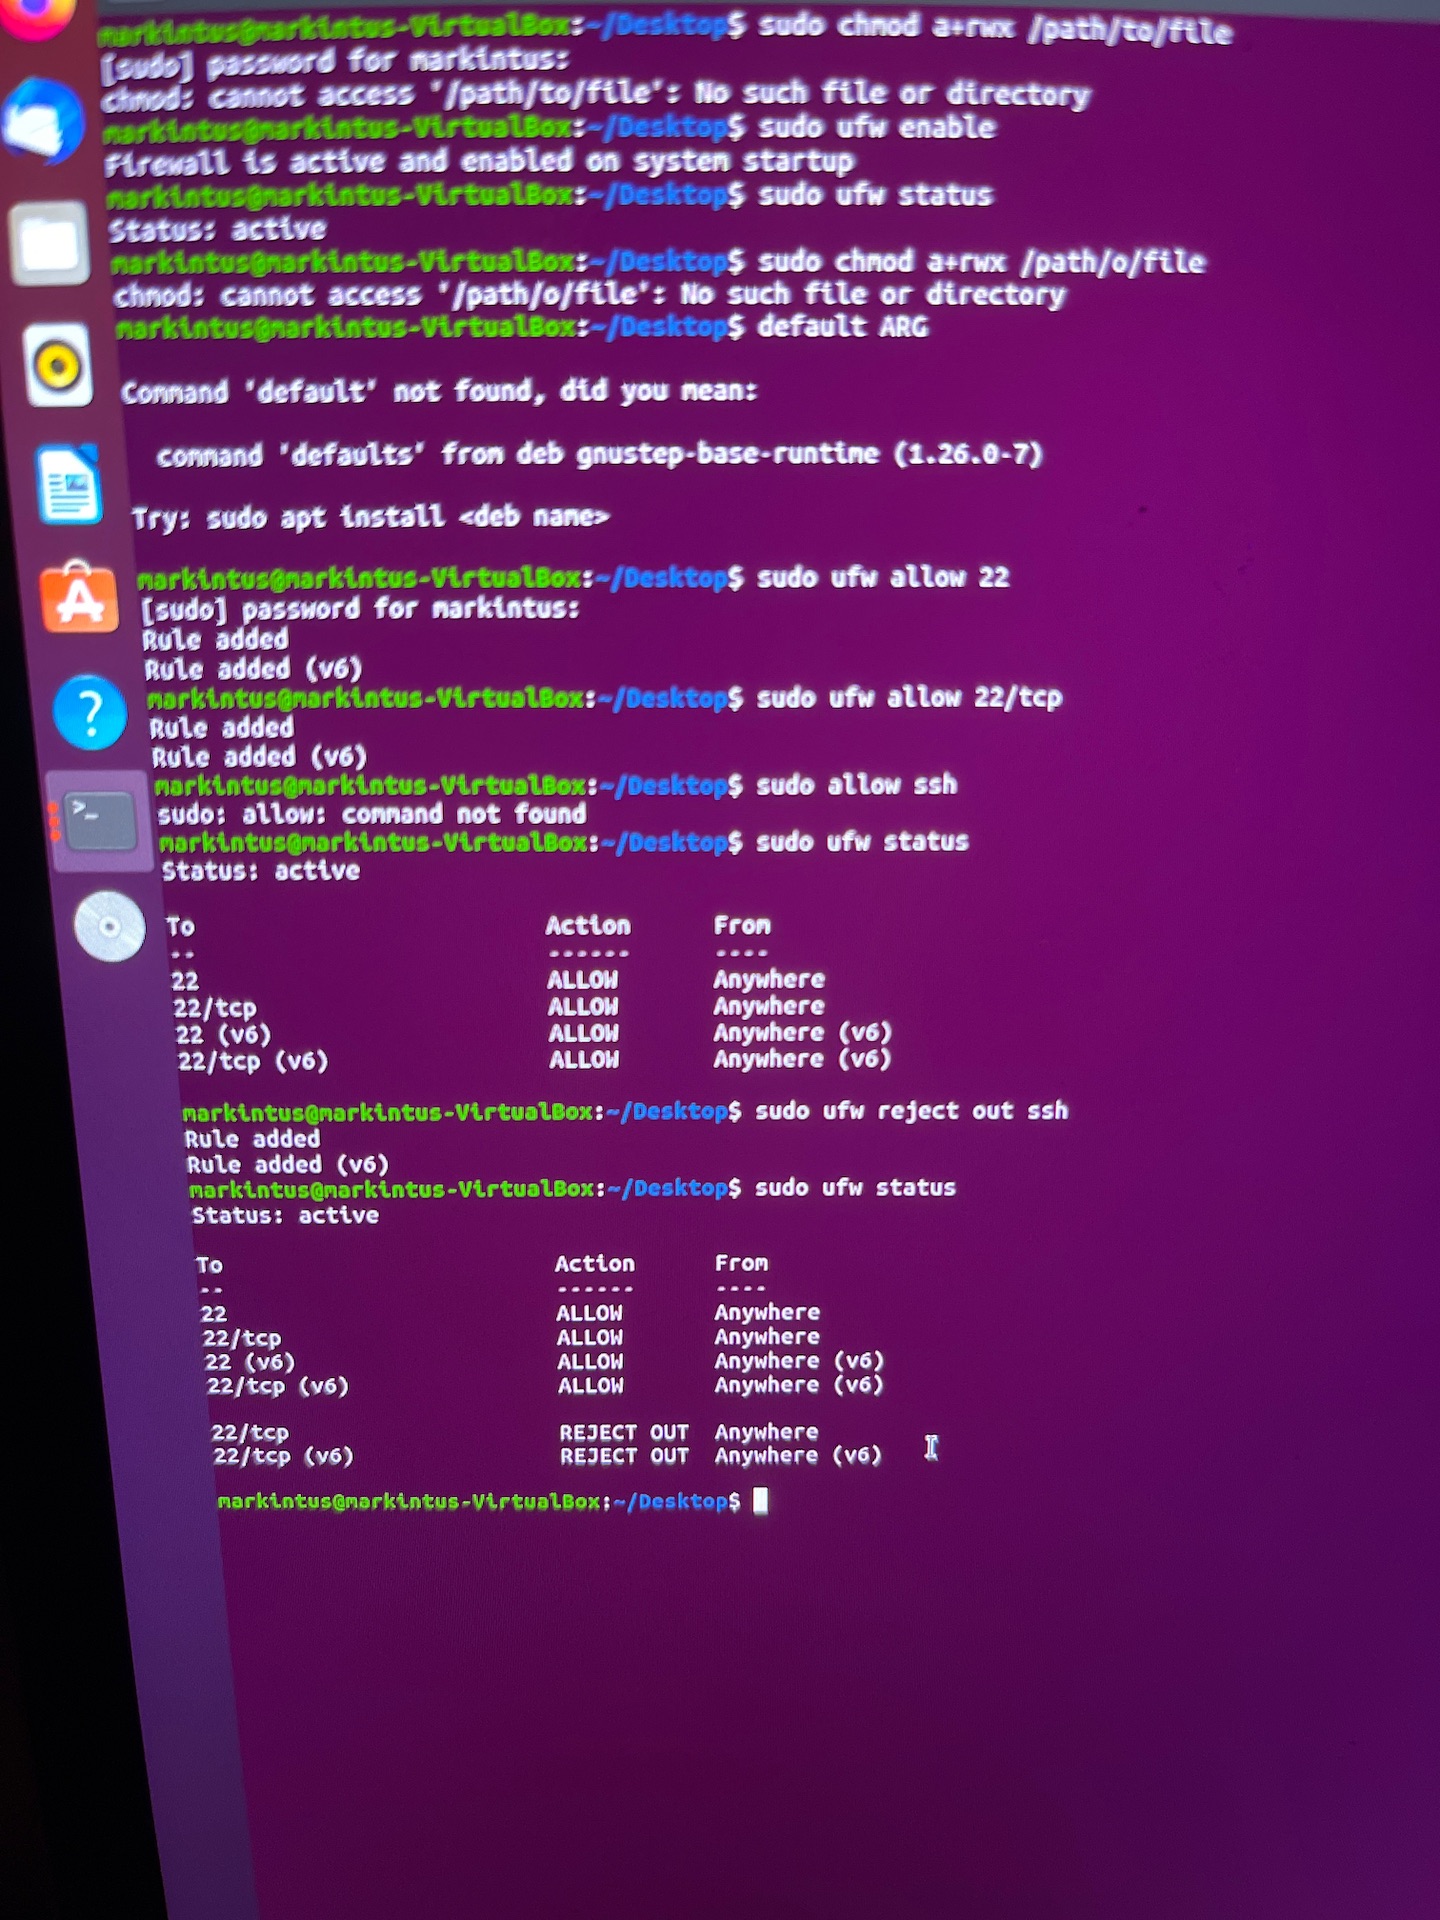 markintus@markintus-VirtualBox:~/Desktop$ sudo chmod a+rwx /path/to/file
[sudo] password for markintus:
chmod: cannot access '/path/to/file': No such file or directory
markintus@markintus-VirtualBox:~/Desktop$ sudo ufw enable
Firewall is active and enabled on system startup
markintus@markintus-VirtualBox:~/Desktop$ sudo ufw status
Status: active
markintus@markintus-VirtualBox:~/Desktop$ sudo chmod a+rwx /path/o/file
chmod: cannot access '/path/o/file': No such file or directory
markintus@markintus-VirtualBox:~/Desktop$ default ARG
Command 'default' not found, did you mean:
command 'defaults' from deb gnustep-base-runtime (1.26.0-7)
Try: sudo apt install <deb name>
markintus@markintus-VirtualBox:~/Desktop$ sudo ufw allow 22
[sudo] password for markintus:
Rule added
Rule added (v6)
markintus@markintus-VirtualBox:~/Desktop$ sudo ufw allow 22/tcp
Rule added
Rule added (v6)
markintus@markintus-VirtualBox:~/Desktop$ sudo allow ssh
sudo: allow: command not found
markintus@markintus-VirtualBox:~/Desktop$ sudo ufw status
Status: active
To Action From
-- ------ ----
22 ALLOW Anywhere
22/tcp ALLOW Anywhere
22 (v6) ALLOW Anywhere (v6)
22/tcp (v6) ALLOW Anywhere (v6)
markintus@markintus-VirtualBox:~/Desktop$ sudo ufw reject out ssh
Rule added
Rule added (v6)
markintus@markintus-VirtualBox:~/Desktop$ sudo ufw status
Status: active
To Action From
-- ------ ----
22 ALLOW Anywhere
22/tcp ALLOW Anywhere
22 (v6) ALLOW Anywhere (v6)
22/tcp (v6) ALLOW Anywhere (v6)
22/tcp REJECT OUT Anywhere
22/tcp (v6) REJECT OUT Anywhere (v6)
markintus@markintus-VirtualBox:~/Desktop$